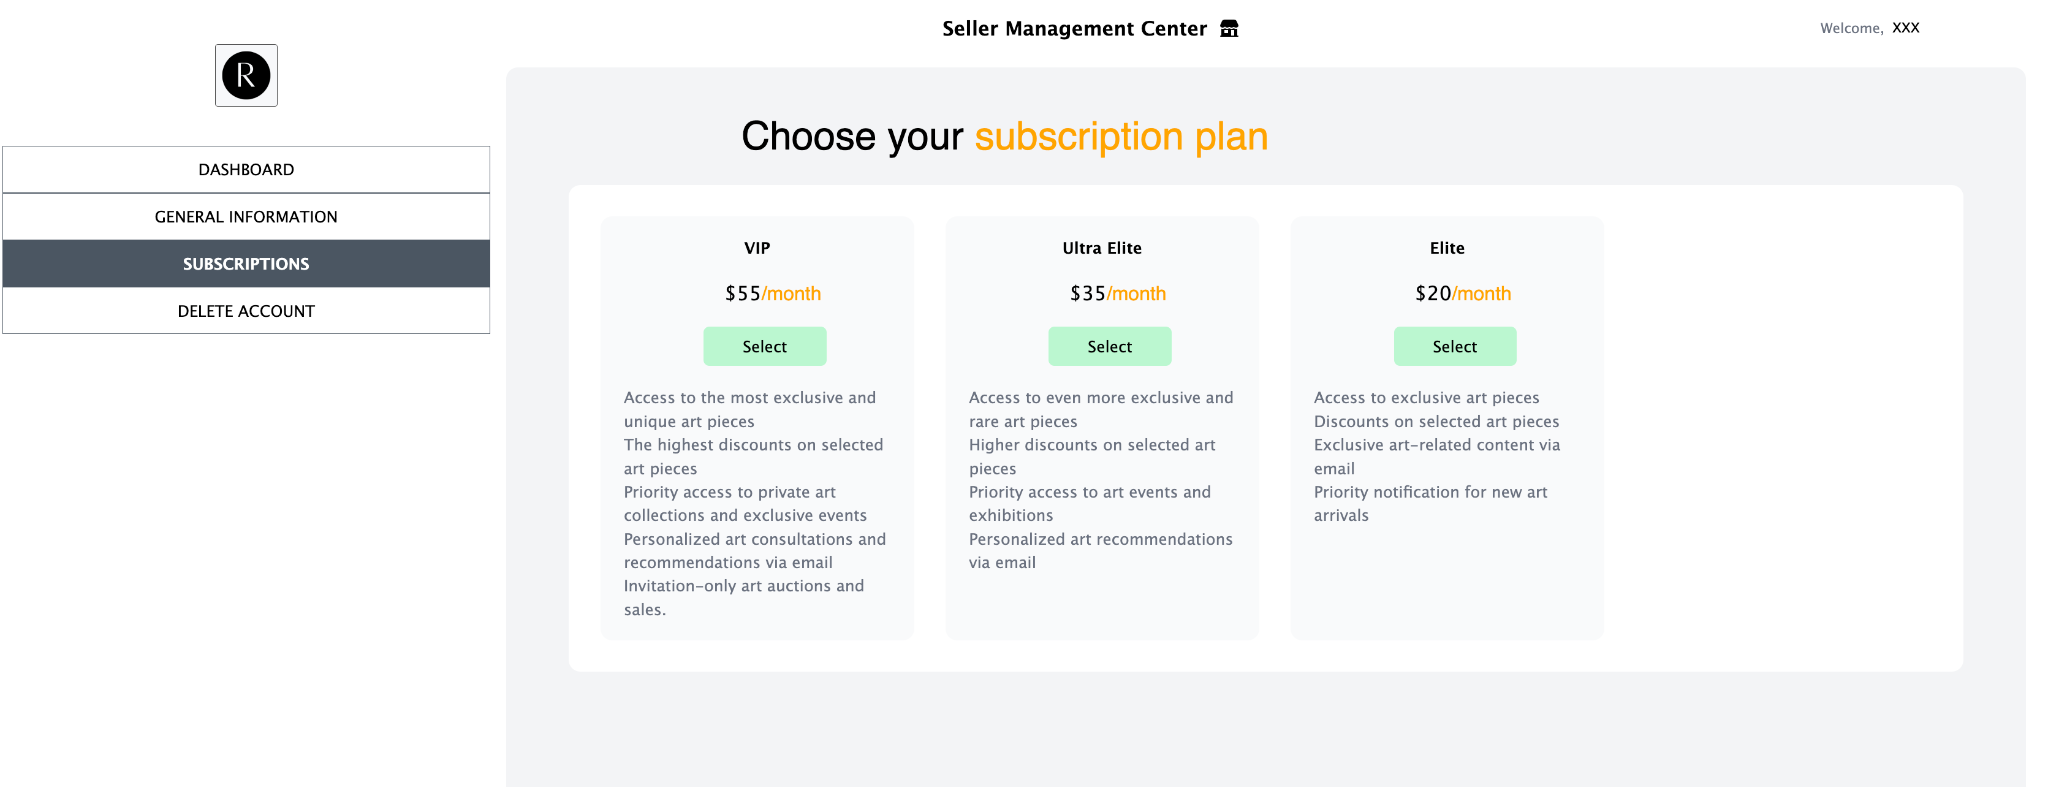 Seller Management Center
Welcome, XXX
R
DASHBOARD
GENERAL INFORMATION
SUBSCRIPTIONS
DELETE ACCOUNT
Choose your subscription plan
VIP
$55/month
Select
Access to the most exclusive and
unique art pieces
The highest discounts on selected
art pieces
Priority access to private art
collections and exclusive events
Personalized art consultations and
recommendations via email
Invitation-only art auctions and
sales.
Ultra Elite
$35/month
Select
Access to even more exclusive and
rare art pieces
Higher discounts on selected art
pieces
Priority access to art events and
exhibitions
Personalized art recommendations
via email
Elite
$20/month
Select
Access to exclusive art pieces
Discounts on selected art pieces
Exclusive art-related content via
email
Priority notification for new art
arrivals